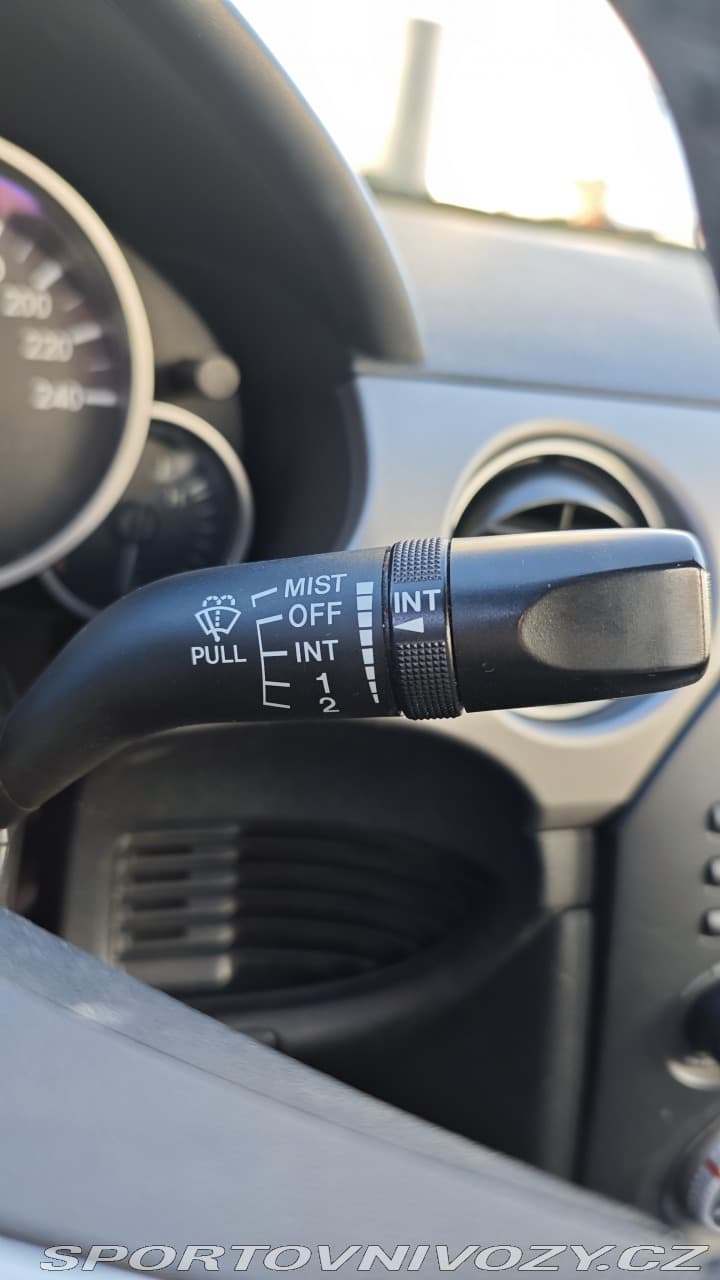 200
220
240
MIST
OFF
INT
1
2
PULL
INT
SPORTOVNIVOZY.CZ